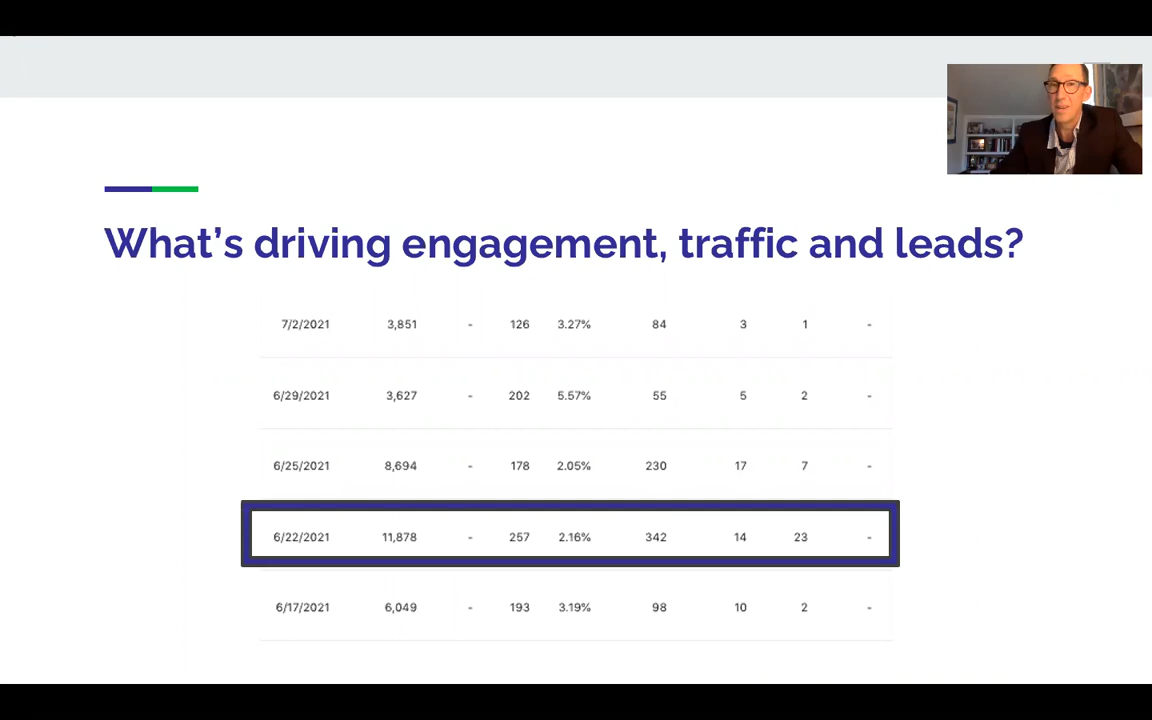 What’s driving engagement, traffic and leads?
7/2/2021 3,851 - 126 3.27% 84 3 1 -
6/29/2021 3,627 - 202 5.57% 55 5 2 -
6/25/2021 8,694 - 178 2.05% 230 17 7 -
6/22/2021 11,878 - 257 2.16% 342 14 23 -
6/17/2021 6,049 - 193 3.19% 98 10 2 -